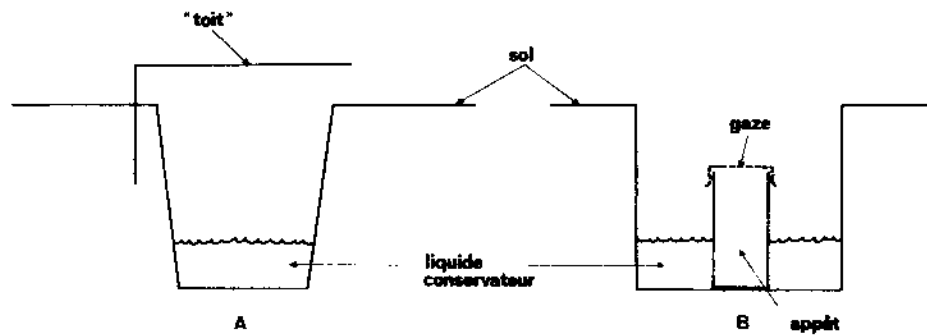 "toit"
sol
gaze
liquide
conservateur
appât
A
B